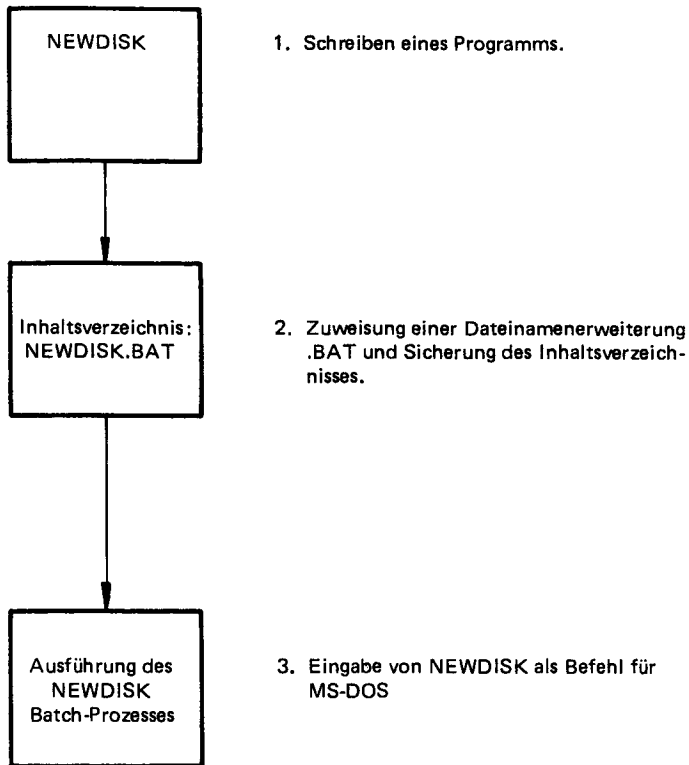 NEWDISK
1. Schreiben eines Programms.
Inhaltsverzeichnis:
NEWDISK.BAT
2. Zuweisung einer Dateinamenerweiterung
.BAT und Sicherung des Inhaltsverzeich-
nisses.
Ausführung des
NEWDISK
Batch-Prozesses
3. Eingabe von NEWDISK als Befehl für
MS-DOS